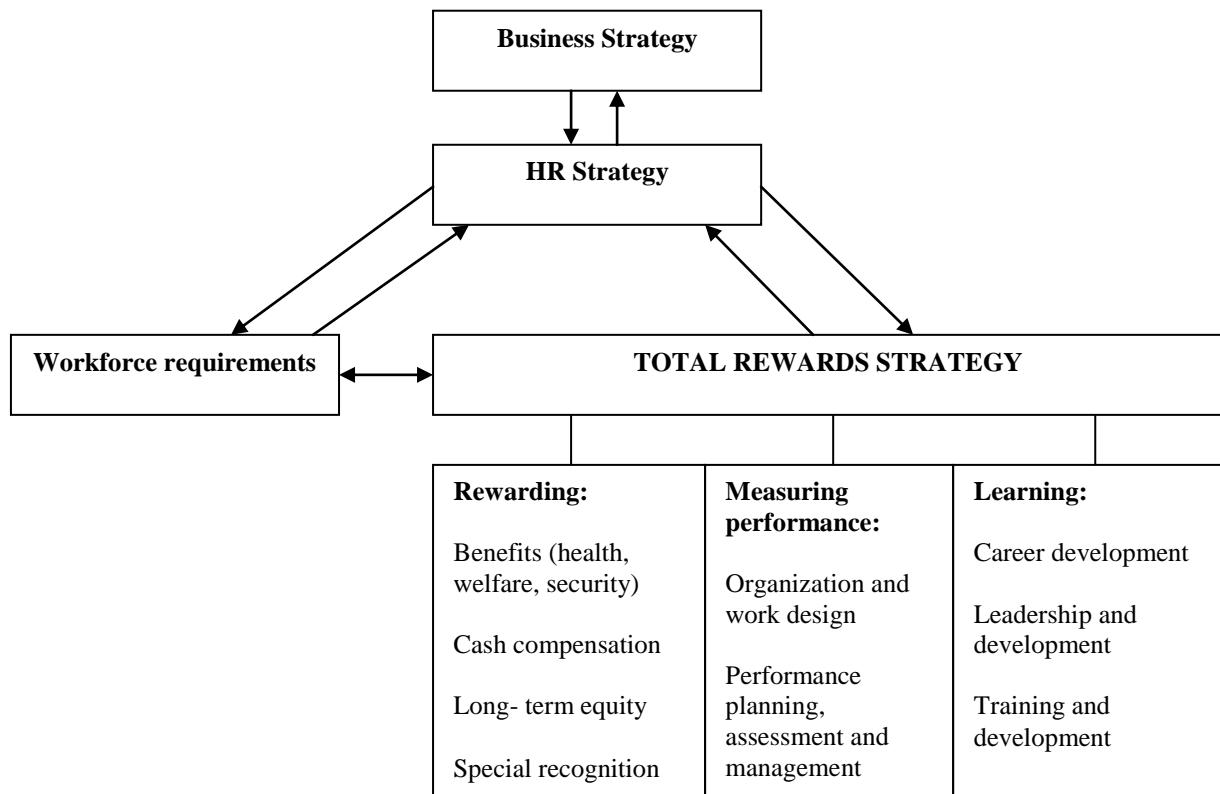 Business Strategy
HR Strategy
Workforce requirements
TOTAL REWARDS STRATEGY
Rewarding:
Benefits (health,
welfare, security)
Cash compensation
Long- term equity
Special recognition
Measuring
performance:
Organization and
work design
Performance
planning,
assessment and
management
Learning:
Career development
Leadership and
development
Training and
development